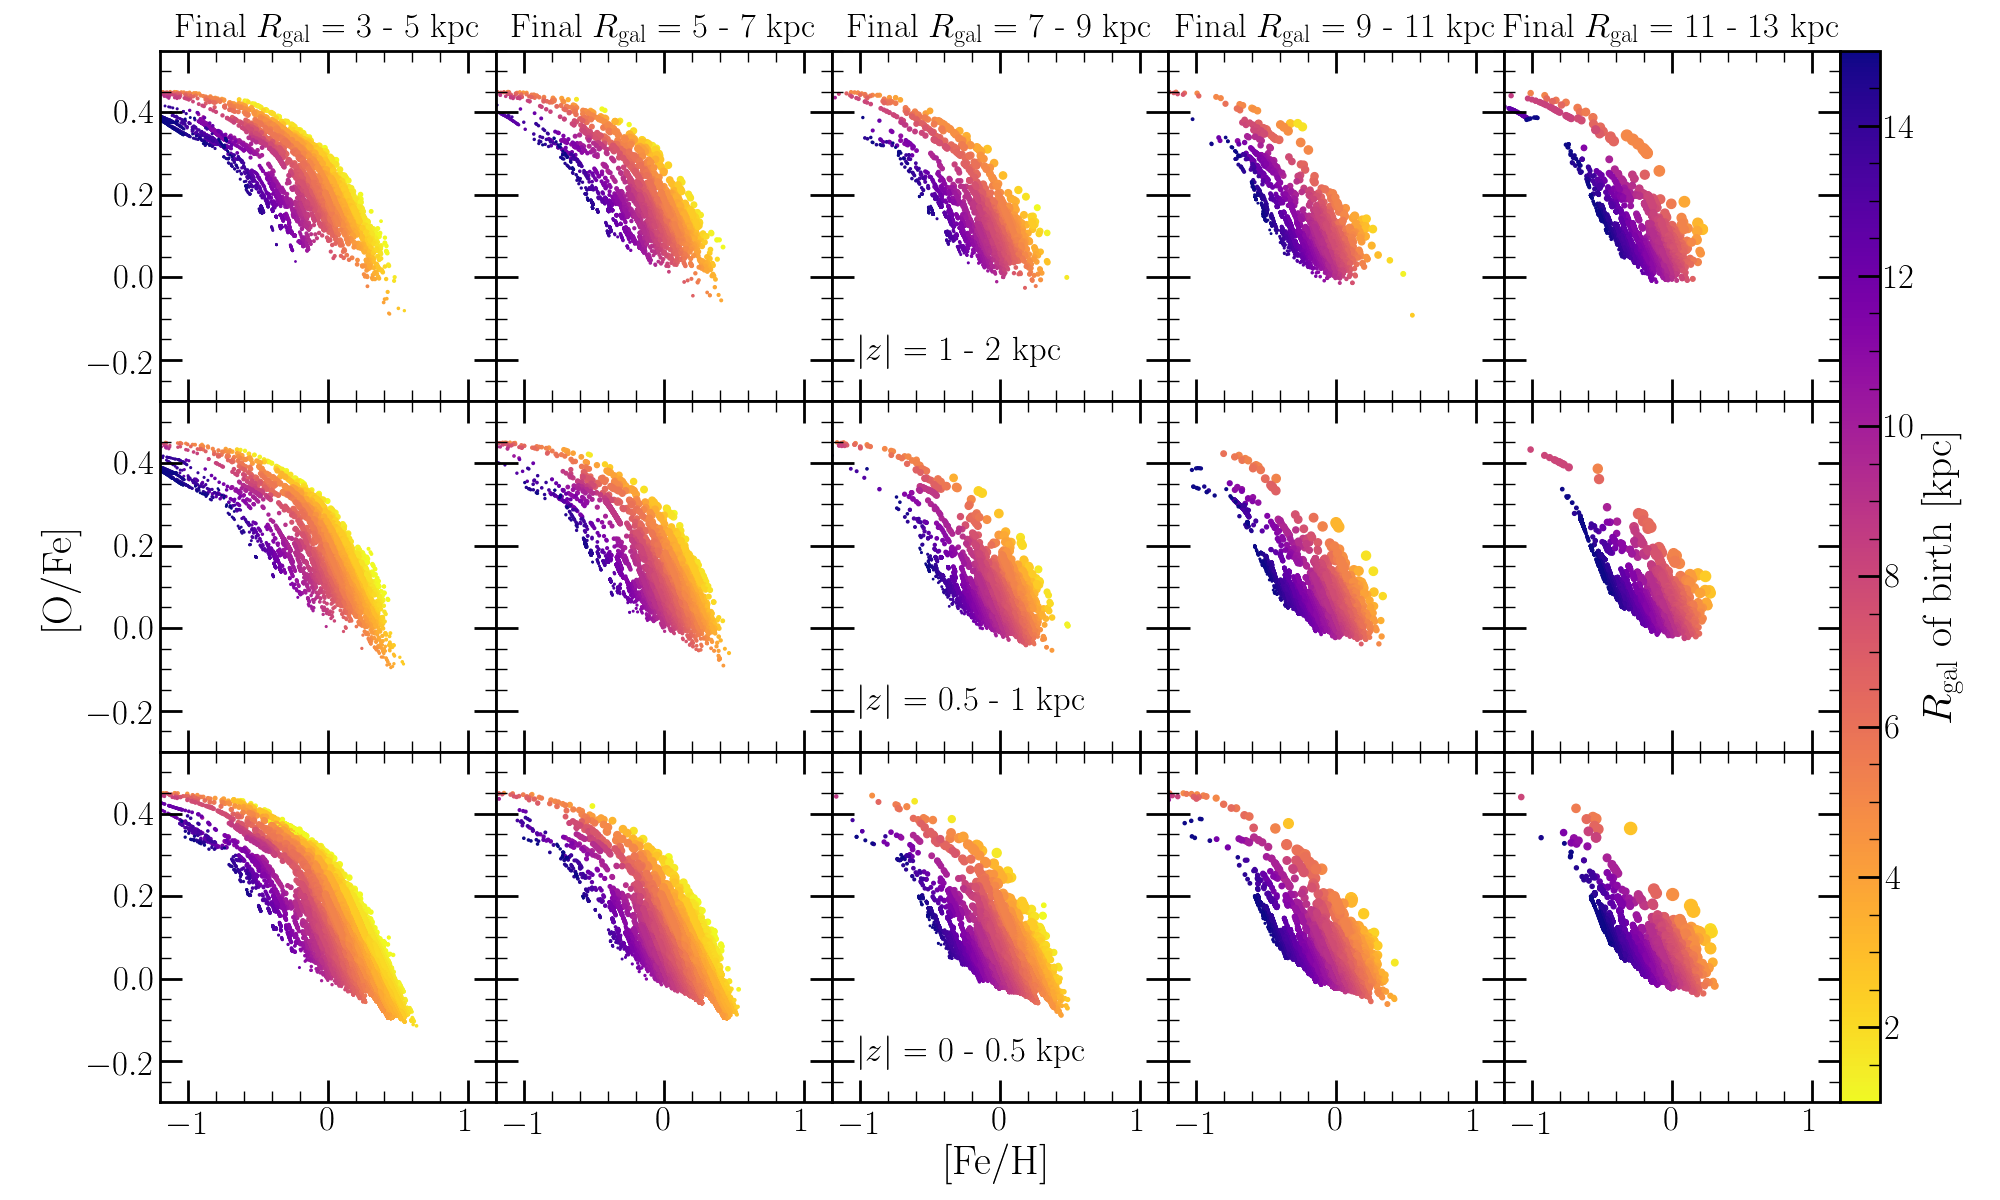 Final R_gal = 3 - 5 kpc
Final R_gal = 5 - 7 kpc
Final R_gal = 7 - 9 kpc
Final R_gal = 9 - 11 kpc
Final R_gal = 11 - 13 kpc
0.4
0.2
0.0
−0.2
|z| = 1 - 2 kpc
0.4
0.2
0.0
−0.2
|z| = 0.5 - 1 kpc
0.4
0.2
0.0
−0.2
|z| = 0 - 0.5 kpc
−1 0 1
−1 0 1
−1 0 1
−1 0 1
−1 0 1
[O/Fe]
[Fe/H]
14
12
10
8
6
4
2
R_gal of birth [kpc]